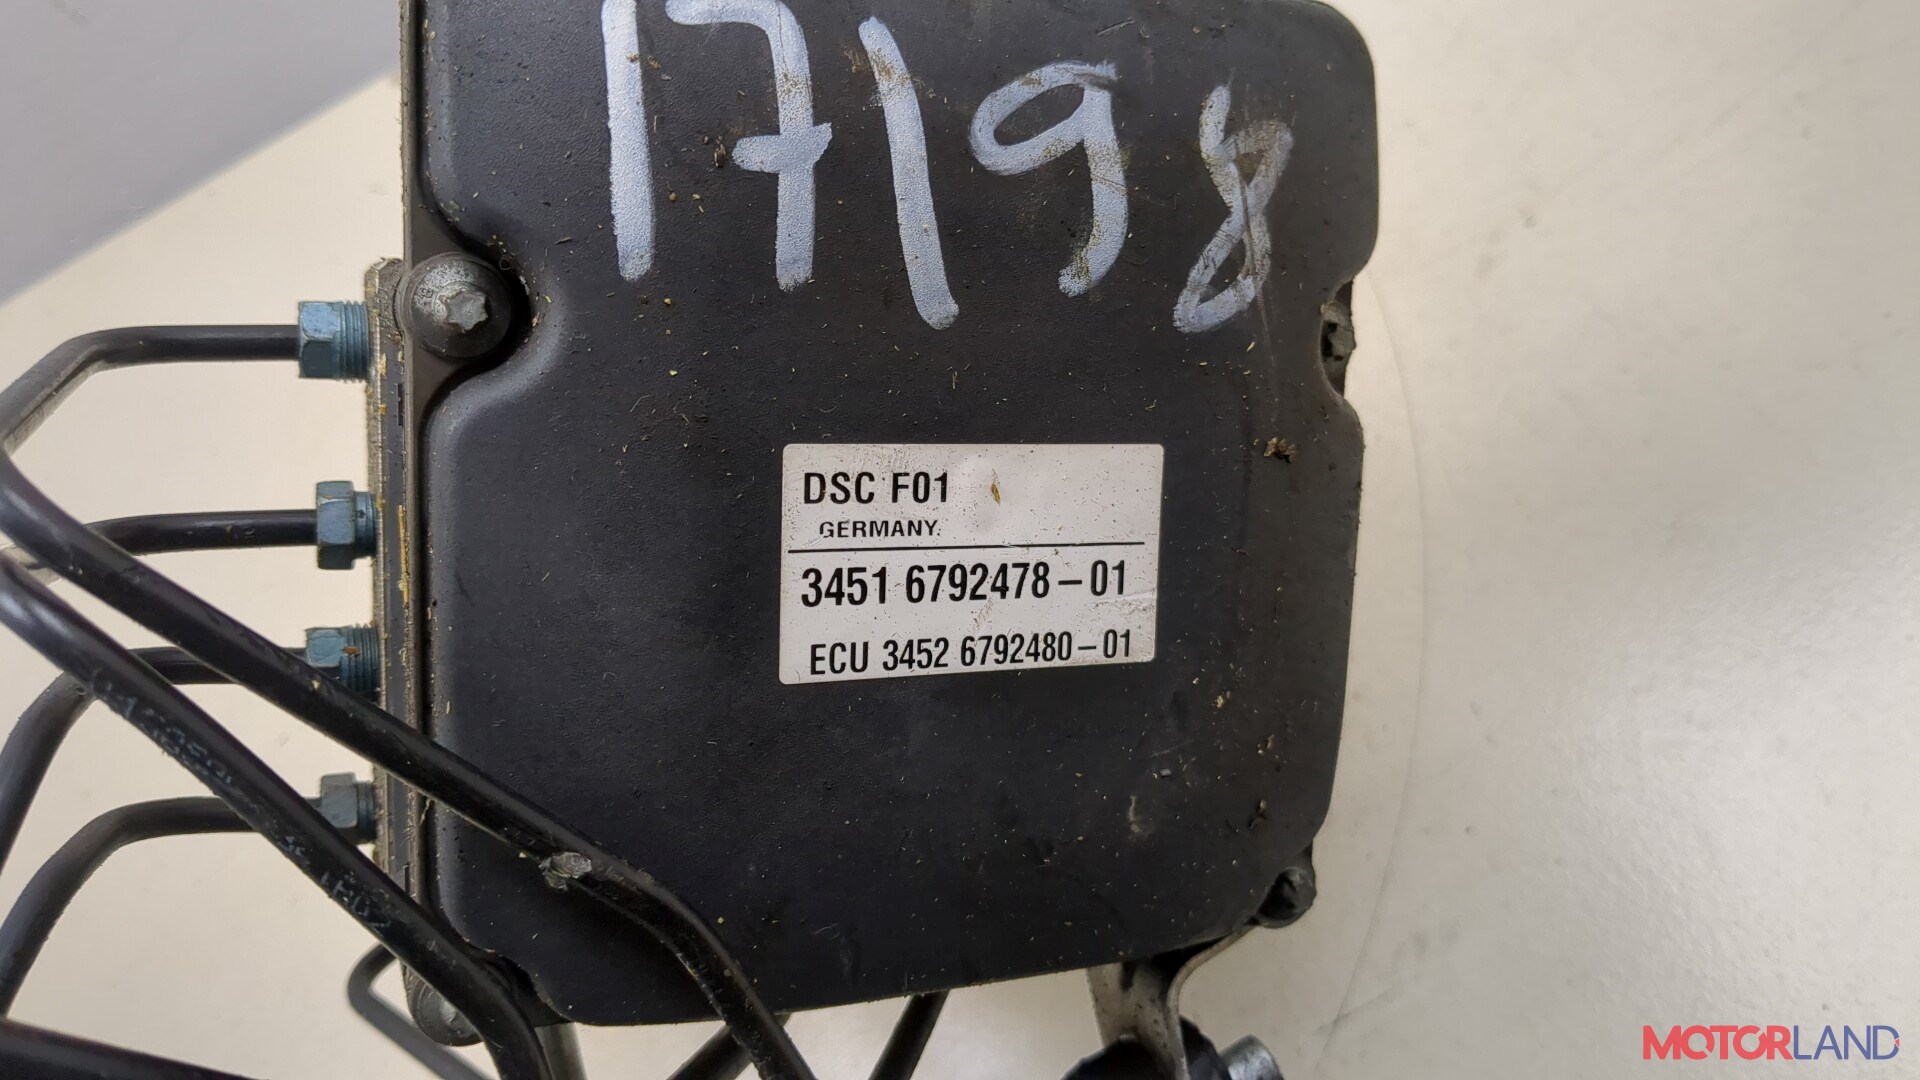 17198
DSC F01
GERMANY.
3451 6792478-01
ECU 3452 6792480-01
MOTORLAND